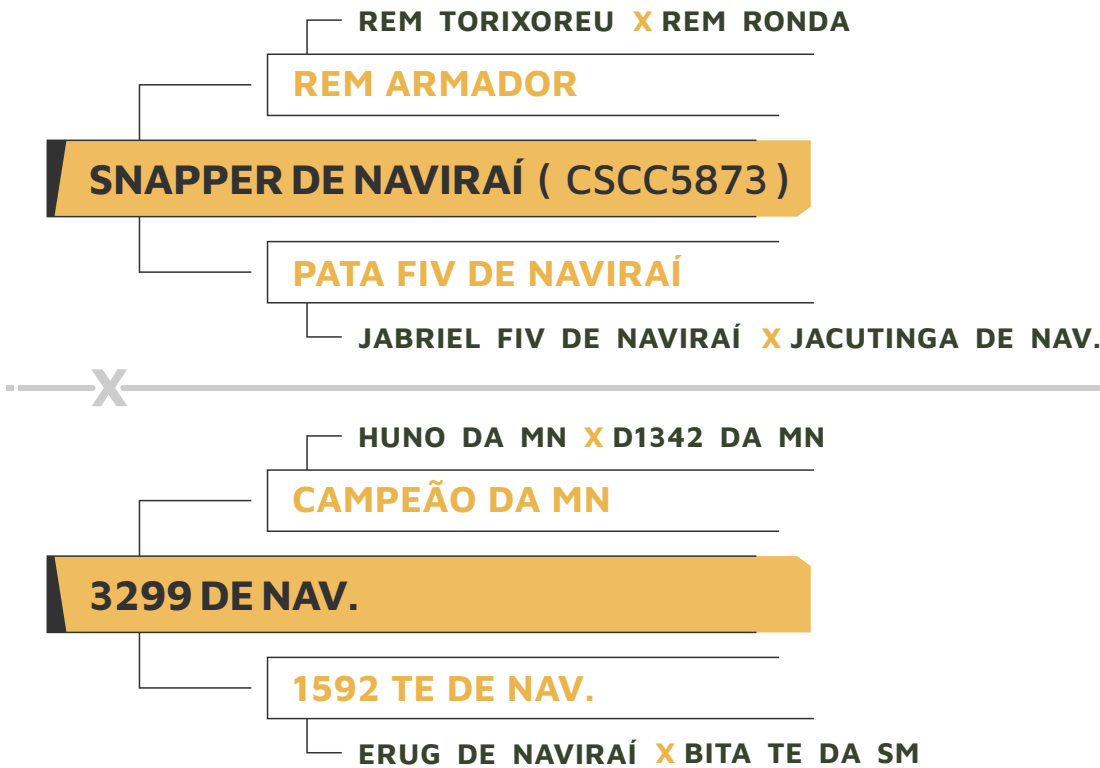 REM TORIXOREU X REM RONDA
REM ARMADOR
SNAPPER DE NAVIRAÍ ( CSCC5873 )
PATA FIV DE NAVIRAÍ
JABRIEL FIV DE NAVIRAÍ X JACUTINGA DE NAV.
X
HUNO DA MN X D1342 DA MN
CAMPEÃO DA MN
3299 DE NAV.
1592 TE DE NAV.
ERUG DE NAVIRAÍ X BITA TE DA SM